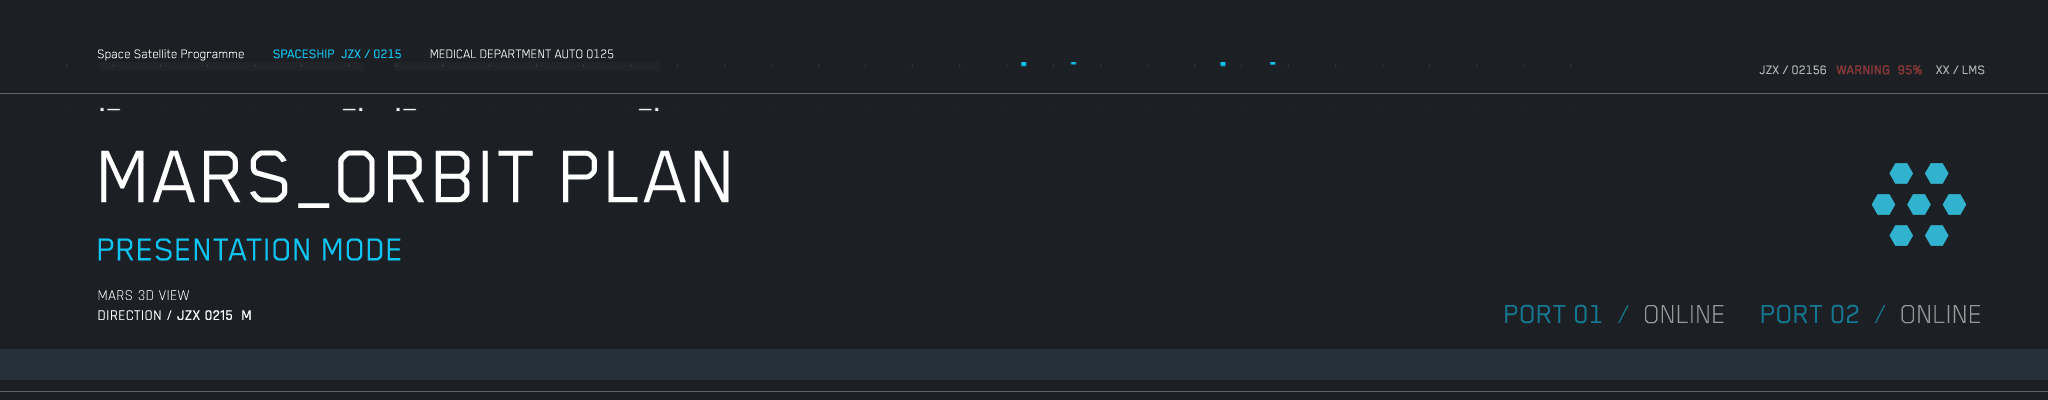 Space Satellite Programme SPACESHIP JZX / 0215 MEDICAL DEPARTMENT AUTO 0125
JZX / 02156 WARNING 95% XX / LMS
MARS_ORBIT PLAN
PRESENTATION MODE
MARS 3D VIEW
DIRECTION / JZX 0215 M
PORT 01 / ONLINE PORT 02 / ONLINE